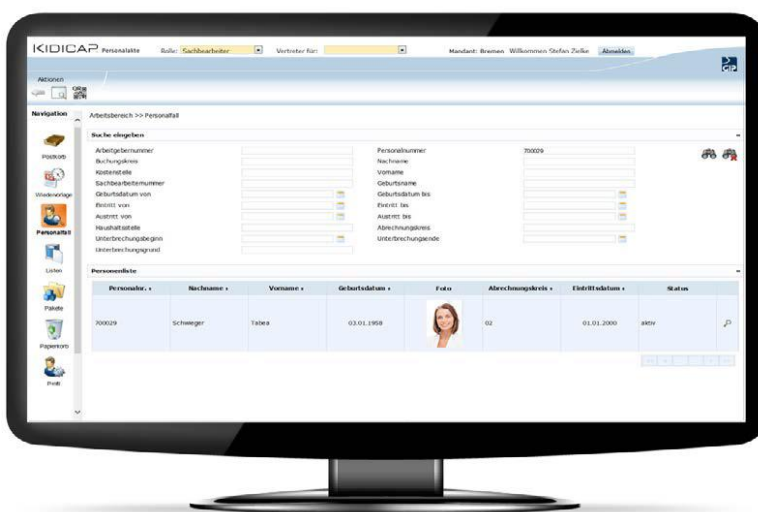 KIDICAP Personalakte Rolle: Sachbearbeiter Vertreter für: Mandant: Bremen Willkommen Stefan Zielke Abmelden
GIP
Aktionen
Navigation Arbeitsbereich >> Personalfall
Suche eingeben
Arbeitgebernummer Personalnummer 700029
Buchungskreis Nachname
Kostenstelle Vorname
Sachbearbeiternummer Geburtsname
Geburtsdatum von Geburtsdatum bis
Eintritt von Eintritt bis
Austritt von Austritt bis
Haushaltsstelle Abrechnungskreis
Unterbrechungsbeginn Unterbrechungsende
Unterbrechungsgrund
Postkorb
Wiedervorlage
Personalfall
Listen
Pakete
Papierkorb
Profil
Personenliste
Personalnr. Nachname Vorname Geburtsdatum Foto Abrechnungskreis Eintrittsdatum Status
700029 Schwieger Tabea 03.01.1958 02 01.01.2000 aktiv